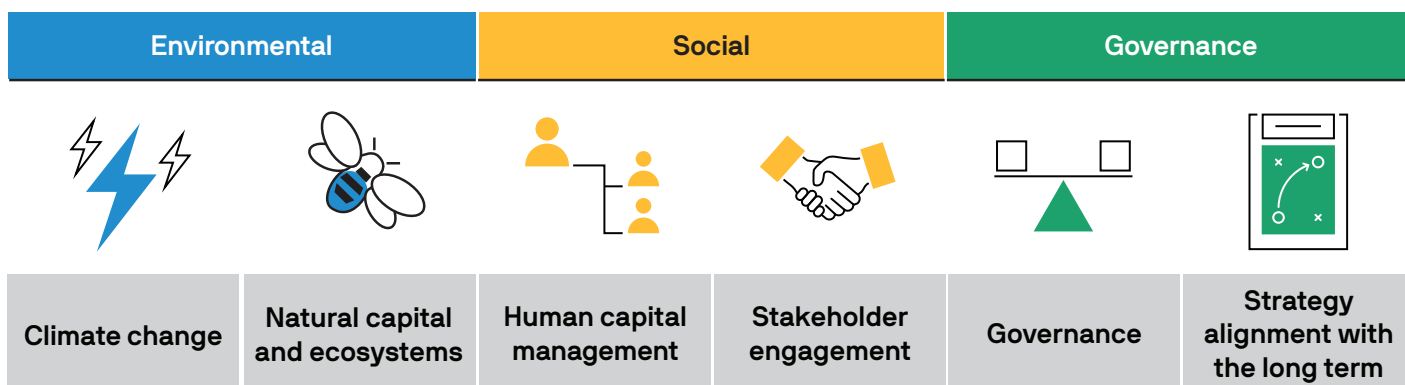 Environmental
Social
Governance
Climate change
Natural capital
and ecosystems
Human capital
management
Stakeholder
engagement
Governance
Strategy
alignment with
the long term